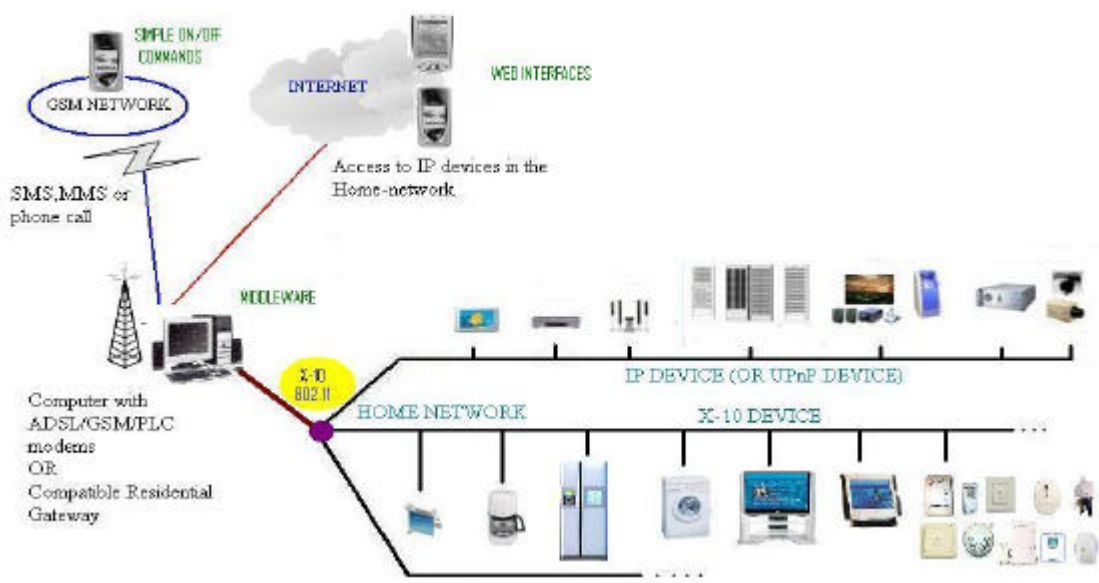 SIMPLE ON/OFF
COMMANDS
GSM NETWORK
INTERNET
WEB INTERFACES
Access to IP devices in the
Home-network
SMS,MMS or
phone call
MIDDLEWARE
X-10
802.11
IP DEVICE (OR UPnP DEVICE)
HOME NETWORK
X-10 DEVICE
Computer with
ADSL/GSM/PLC
modems
OR
Compatible Residential
Gateway